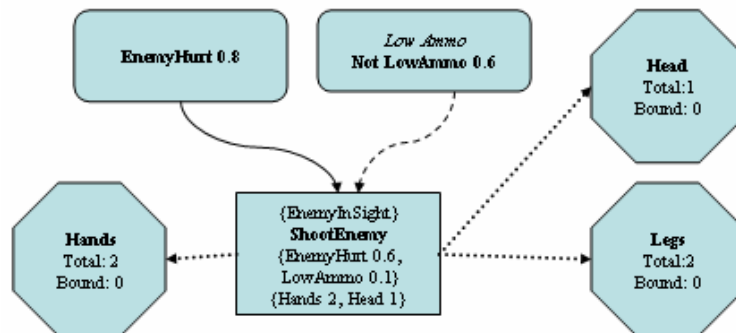 EnemyHurt 0.8
Low Ammo
Not LowAmmo 0.6
Head
Total:1
Bound: 0
{EnemyInSight}
ShootEnemy
{EnemyHurt 0.6,
LowAmmo 0.1}
{Hands 2, Head 1}
Hands
Total: 2
Bound: 0
Legs
Total:2
Bound: 0